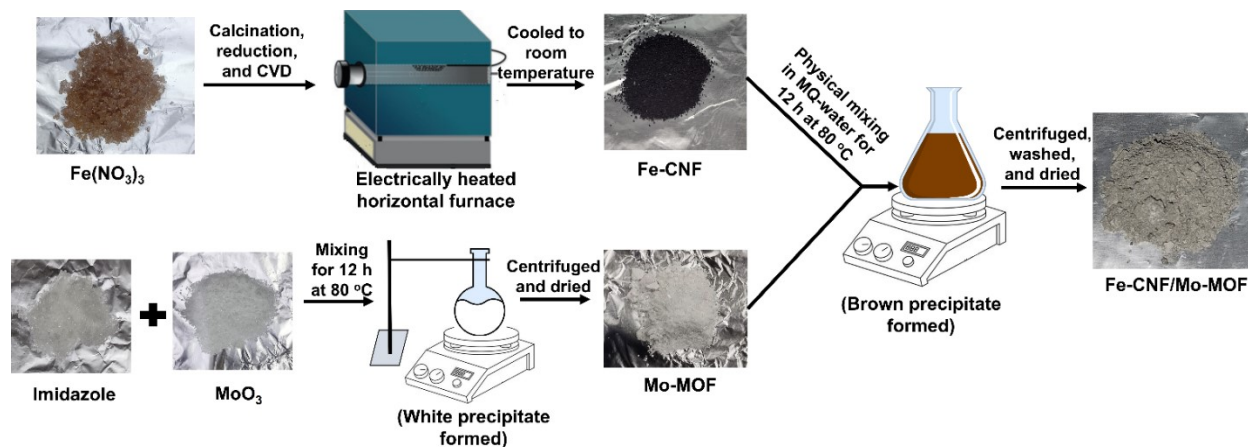 Fe(NO3)3
Calcination,
reduction,
and CVD
Electrically heated
horizontal furnace
Cooled to
room
temperature
Fe-CNF
Physical mixing
in MQ-water for
12 h at 80 oC
Imidazole
MoO3
Mixing
for 12 h
at 80 oC
(White precipitate
formed)
Centrifuged
and dried
Mo-MOF
(Brown precipitate
formed)
Centrifuged,
washed,
and dried
Fe-CNF/Mo-MOF